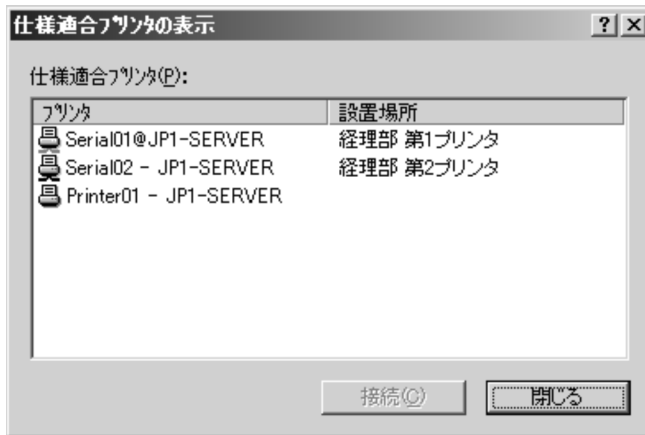 仕様適合プリンタの表示
仕様適合プリンタ(P):
プリンタ 設置場所
Serial01@JP1-SERVER 経理部 第1プリンタ
Serial02 - JP1-SERVER 経理部 第2プリンタ
Printer01 - JP1-SERVER
接続(C) 閉じる